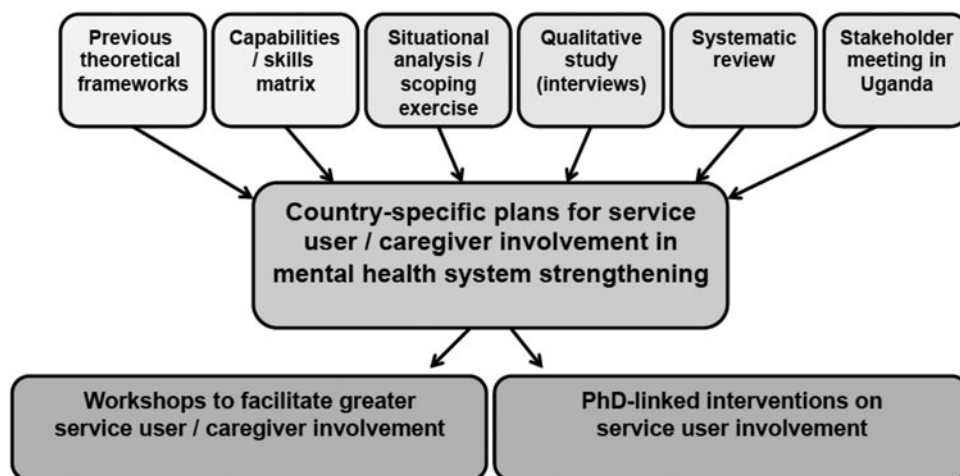 Previous
theoretical
frameworks
Capabilities
/ skills
matrix
Situational
analysis /
scoping
exercise
Qualitative
study
(interviews)
Systematic
review
Stakeholder
meeting in
Uganda
Country-specific plans for service
user / caregiver involvement in
mental health system strengthening
Workshops to facilitate greater
service user / caregiver involvement
PhD-linked interventions on
service user involvement